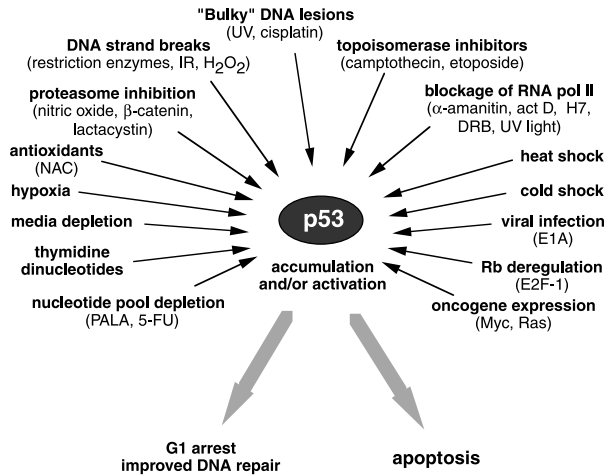 "Bulky" DNA lesions
(UV, cisplatin)
DNA strand breaks
(restriction enzymes, IR, H2O2)
topoisomerase inhibitors
(camptothecin, etoposide)
proteasome inhibition
(nitric oxide, β-catenin,
lactacystin)
blockage of RNA pol II
(α-amanitin, act D, H7,
DRB, UV light)
antioxidants
(NAC)
heat shock
hypoxia
cold shock
media depletion
p53
viral infection
(E1A)
thymidine
dinucleotides
accumulation
and/or activation
Rb deregulation
(E2F-1)
nucleotide pool depletion
(PALA, 5-FU)
oncogene expression
(Myc, Ras)
G1 arrest
improved DNA repair
apoptosis